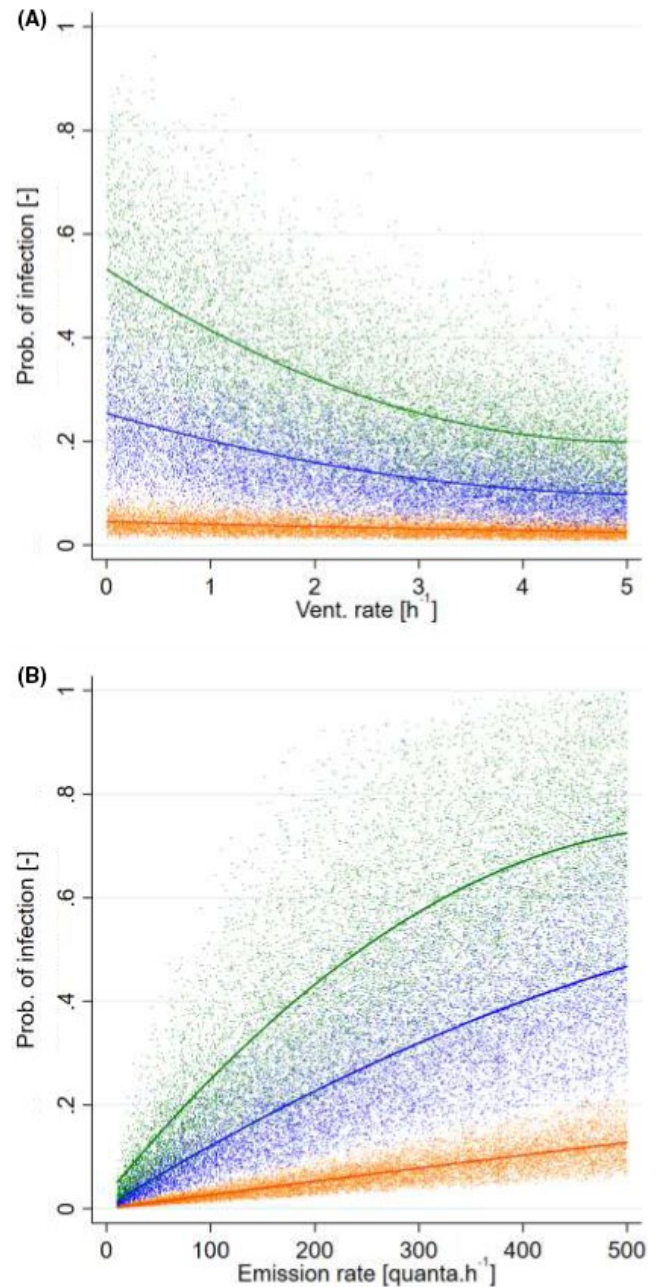 (A)
1
.8
.6
.4
.2
0
Prob. of infection [-]
0 1 2 3 4 5
Vent. rate [h⁻¹]
(B)
1
.8
.6
.4
.2
0
Prob. of infection [-]
0 100 200 300 400 500
Emission rate [quanta.h⁻¹]